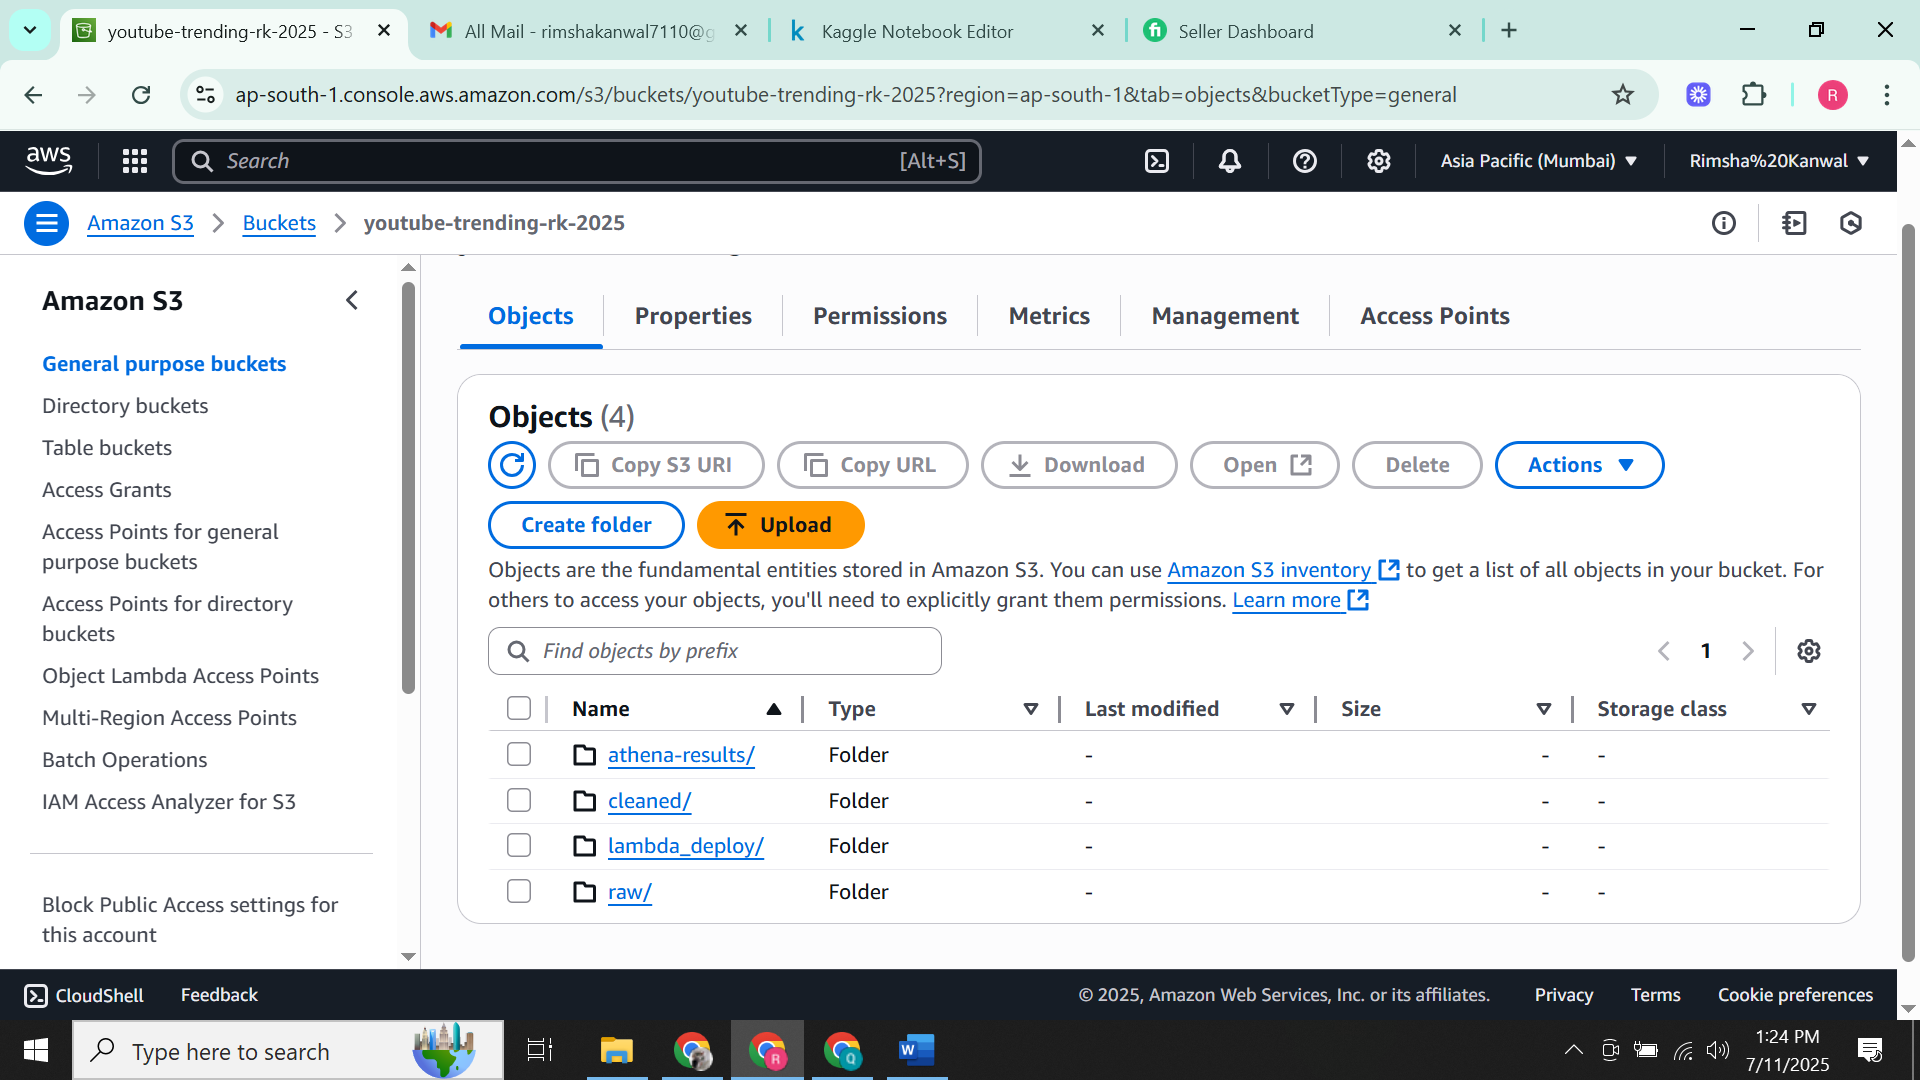 youtube-trending-rk-2025 - S3
All Mail - rimshakanwal7110@g
Kaggle Notebook Editor
Seller Dashboard
ap-south-1.console.aws.amazon.com/s3/buckets/youtube-trending-rk-2025?region=ap-south-1&tab=objects&bucketType=general
R
aws
Search
[Alt+S]
Asia Pacific (Mumbai)
Rimsha%20Kanwal
Amazon S3
Buckets
youtube-trending-rk-2025
Amazon S3
General purpose buckets
Directory buckets
Table buckets
Access Grants
Access Points for general
purpose buckets
Access Points for directory
buckets
Object Lambda Access Points
Multi-Region Access Points
Batch Operations
IAM Access Analyzer for S3
Block Public Access settings for
this account
Objects
Properties
Permissions
Metrics
Management
Access Points
Objects (4)
Copy S3 URI
Copy URL
Download
Open
Delete
Actions
Create folder
Upload
Objects are the fundamental entities stored in Amazon S3. You can use Amazon S3 inventory to get a list of all objects in your bucket. For
others to access your objects, you'll need to explicitly grant them permissions. Learn more
Find objects by prefix
1
Name Type Last modified Size Storage class
athena-results/ Folder - - -
cleaned/ Folder - - -
lambda_deploy/ Folder - - -
raw/ Folder - - -
CloudShell
Feedback
© 2025, Amazon Web Services, Inc. or its affiliates.
Privacy
Terms
Cookie preferences
Type here to search
R
Q
W
1:24 PM
7/11/2025